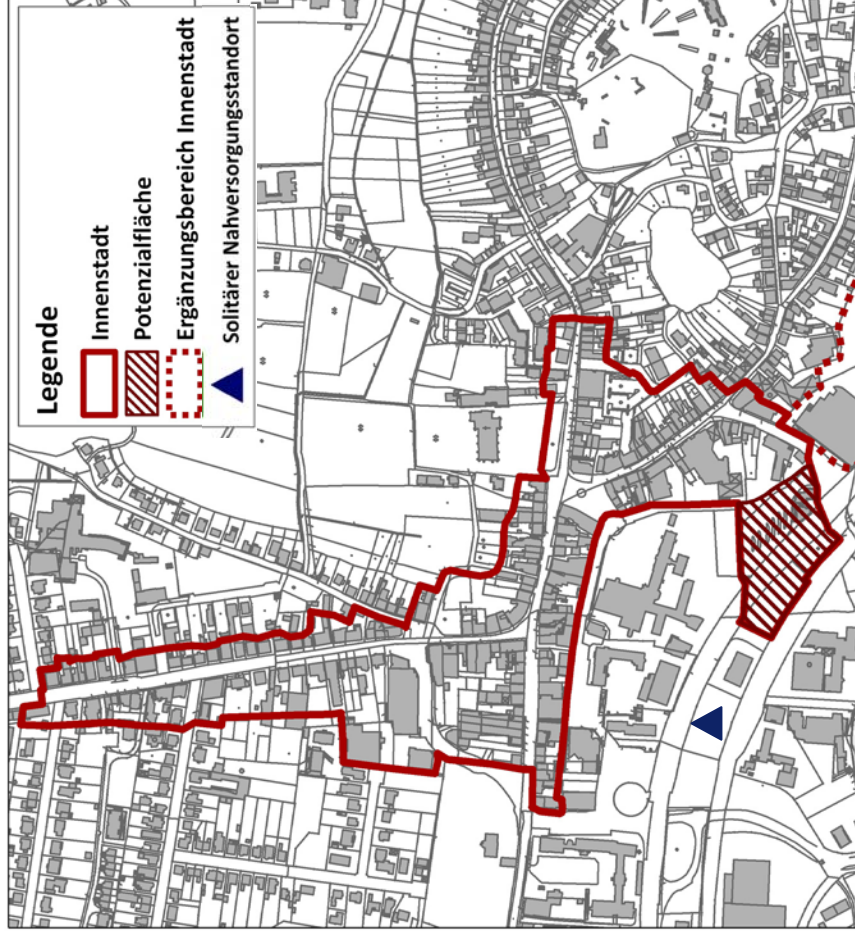 Legende
Innenstadt
Potenzialfläche
Ergänzungsbereich Innenstadt
Solitärer Nahversorgungsstandort